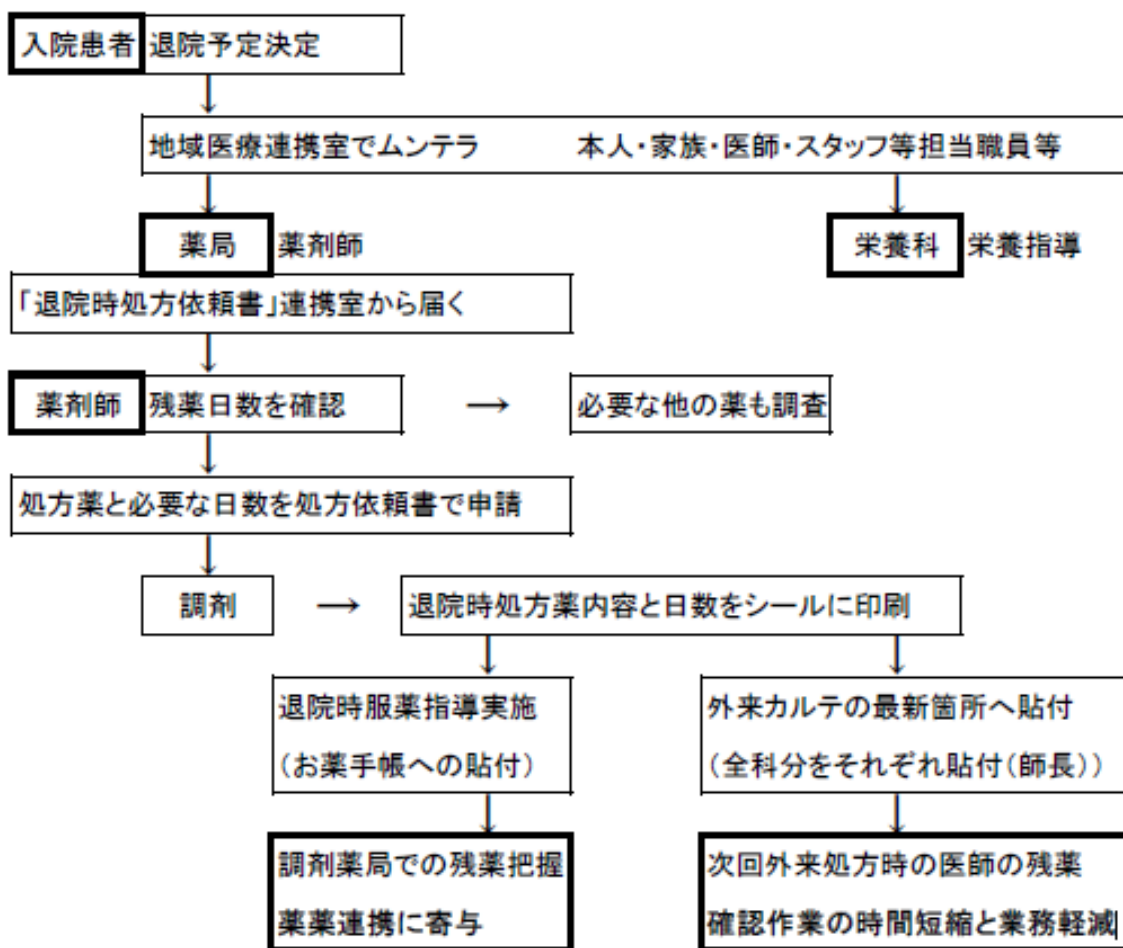 入院患者 退院予定決定
↓
地域医療連携室でムンテラ 本人・家族・医師・スタッフ等担当職員等
↓ ↓
薬局 薬剤師 栄養科 栄養指導
「退院時処方依頼書」連携室から届く
↓
薬剤師 残薬日数を確認 → 必要な他の薬も調査
↓
処方薬と必要な日数を処方依頼書で申請
↓
調剤 → 退院時処方薬内容と日数をシールに印刷
↓ ↓
退院時服薬指導実施
(お薬手帳への貼付)
外来カルテの最新箇所へ貼付
(全科分をそれぞれ貼付(師長))
↓ ↓
調剤薬局での残薬把握
薬薬連携に寄与
次回外来処方時の医師の残薬
確認作業の時間短縮と業務軽減